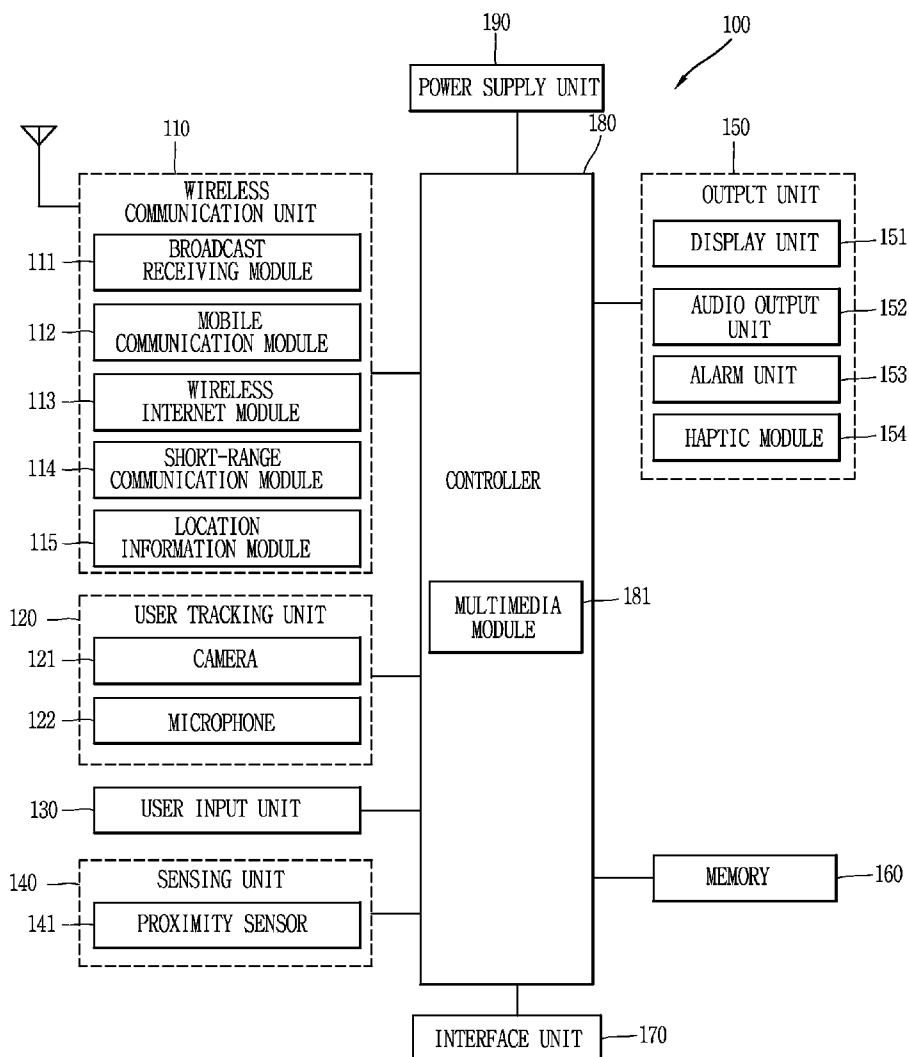 190
100
POWER SUPPLY UNIT
110
180
150
WIRELESS
COMMUNICATION UNIT
OUTPUT UNIT
111
BROADCAST
RECEIVING MODULE
DISPLAY UNIT
151
112
MOBILE
COMMUNICATION MODULE
AUDIO OUTPUT
UNIT
152
113
WIRELESS
INTERNET MODULE
ALARM UNIT
153
114
SHORT-RANGE
COMMUNICATION MODULE
HAPTIC MODULE
154
CONTROLLER
115
LOCATION
INFORMATION MODULE
MULTIMEDIA
MODULE
181
120
USER TRACKING UNIT
121
CAMERA
122
MICROPHONE
130
USER INPUT UNIT
140
SENSING UNIT
141
PROXIMITY SENSOR
MEMORY
160
INTERFACE UNIT
170